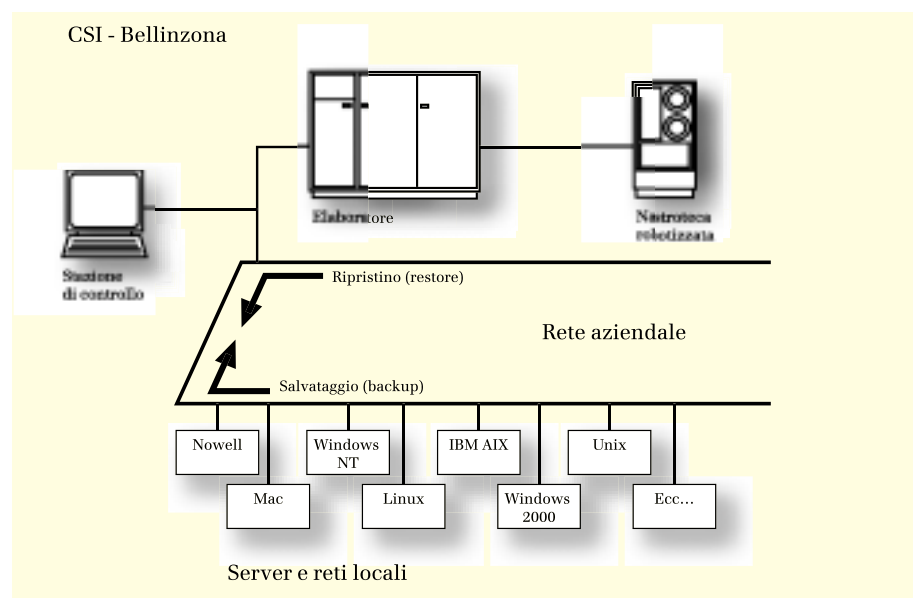 CSI - Bellinzona
Elaboratore
Nastroteca
robotizzata
Stazione
di controllo
Ripristino (restore)
Rete aziendale
Salvataggio (backup)
Nowell
Windows
NT
IBM AIX
Unix
Mac
Linux
Windows
2000
Ecc...
Server e reti locali